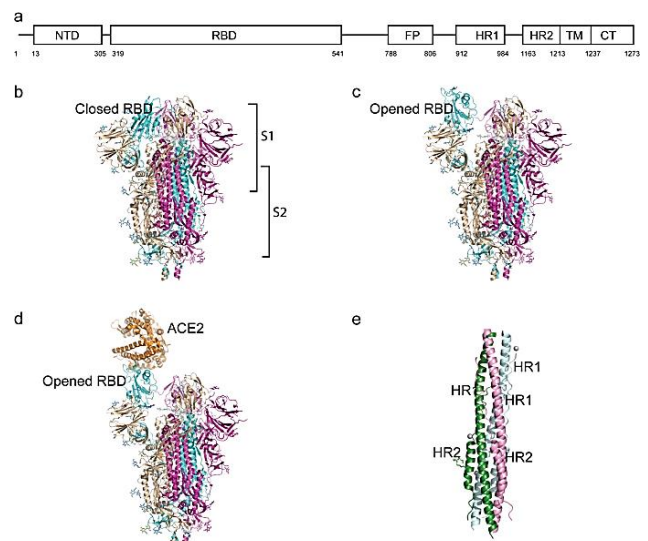 a
NTD RBD FP HR1 HR2 TM CT
1 13 305 319 541 788 806 912 984 1163 1213 1237 1273
b
Closed RBD
S1
S2
c
Opened RBD
d
ACE2
Opened RBD
e
HR1
HR1
HR1
HR2
HR2